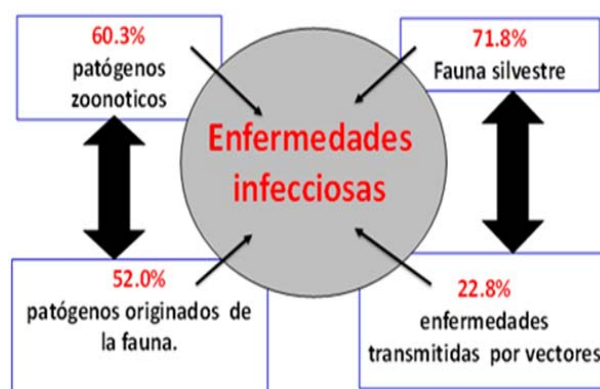 60.3%
patógenos
zoonoticos
71.8%
Fauna silvestre
Enfermedades
infecciosas
52.0%
patógenos originados de
la fauna.
22.8%
enfermedades
transmitidas por vectores